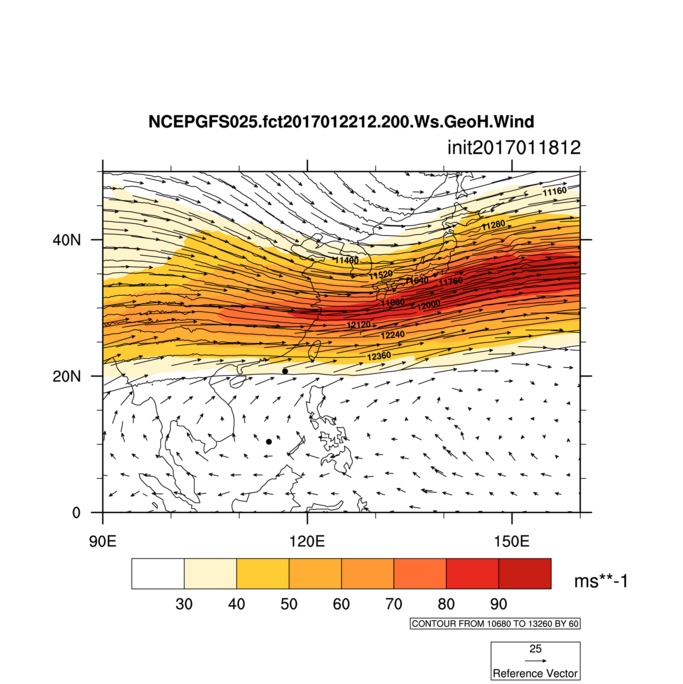 NCEPGFS025.fct2017012212.200.Ws.GeoH.Wind
init2017011812
11160
11280
40N
11400
11520
11640
11760
11880
12000
12120
12240
12360
20N
0
90E
120E
150E
ms**-1
30
40
50
60
70
80
90
CONTOUR FROM 10680 TO 13260 BY 60
25
Reference Vector